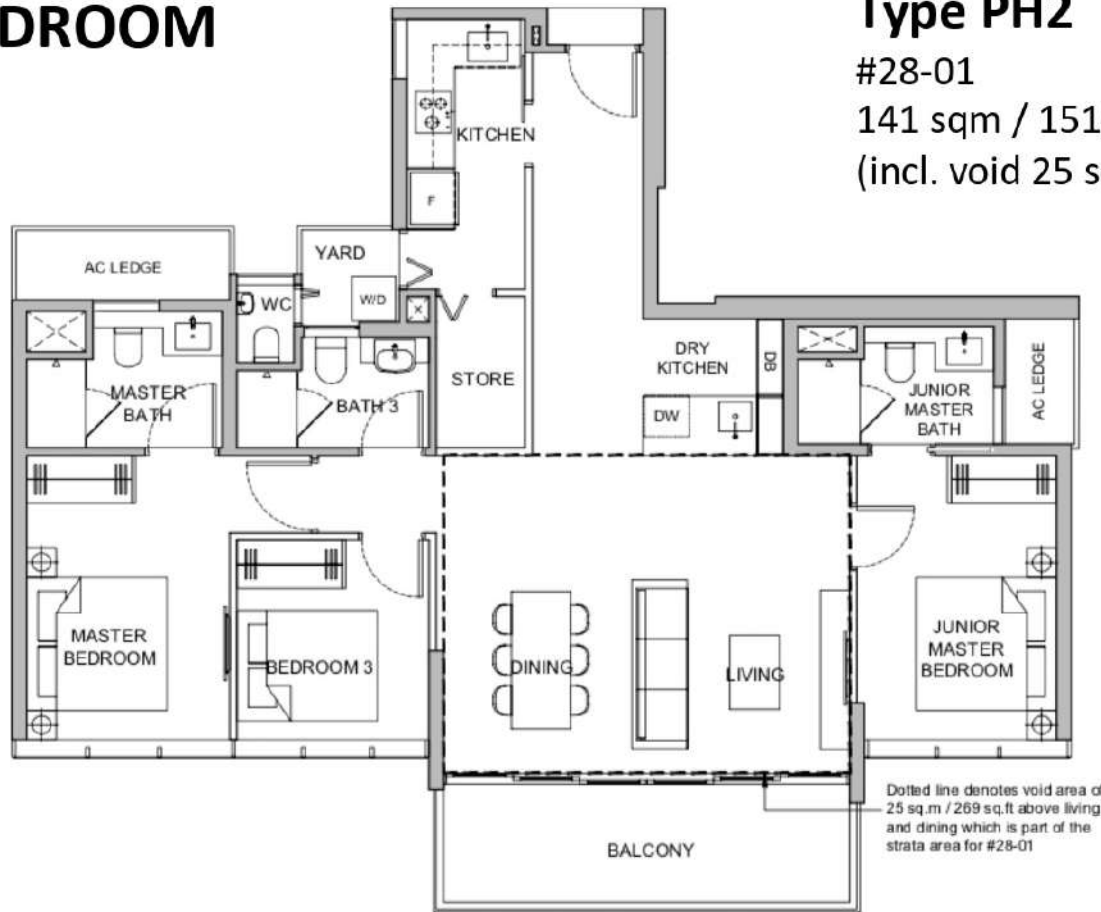 DROOM
Type PH2
#28-01
141 sqm / 151
(incl. void 25 s
KITCHEN
F
YARD
AC LEDGE
WC
W/D
DRY
KITCHEN
DB
AC LEDGE
STORE
MASTER
BATH
BATH 3
DW
JUNIOR
MASTER
BATH
MASTER
BEDROOM
BEDROOM 3
DINING
LIVING
JUNIOR
MASTER
BEDROOM
Dotted line denotes void area of
25 sq.m / 269 sq.ft above living
and dining which is part of the
strata area for #28-01
BALCONY